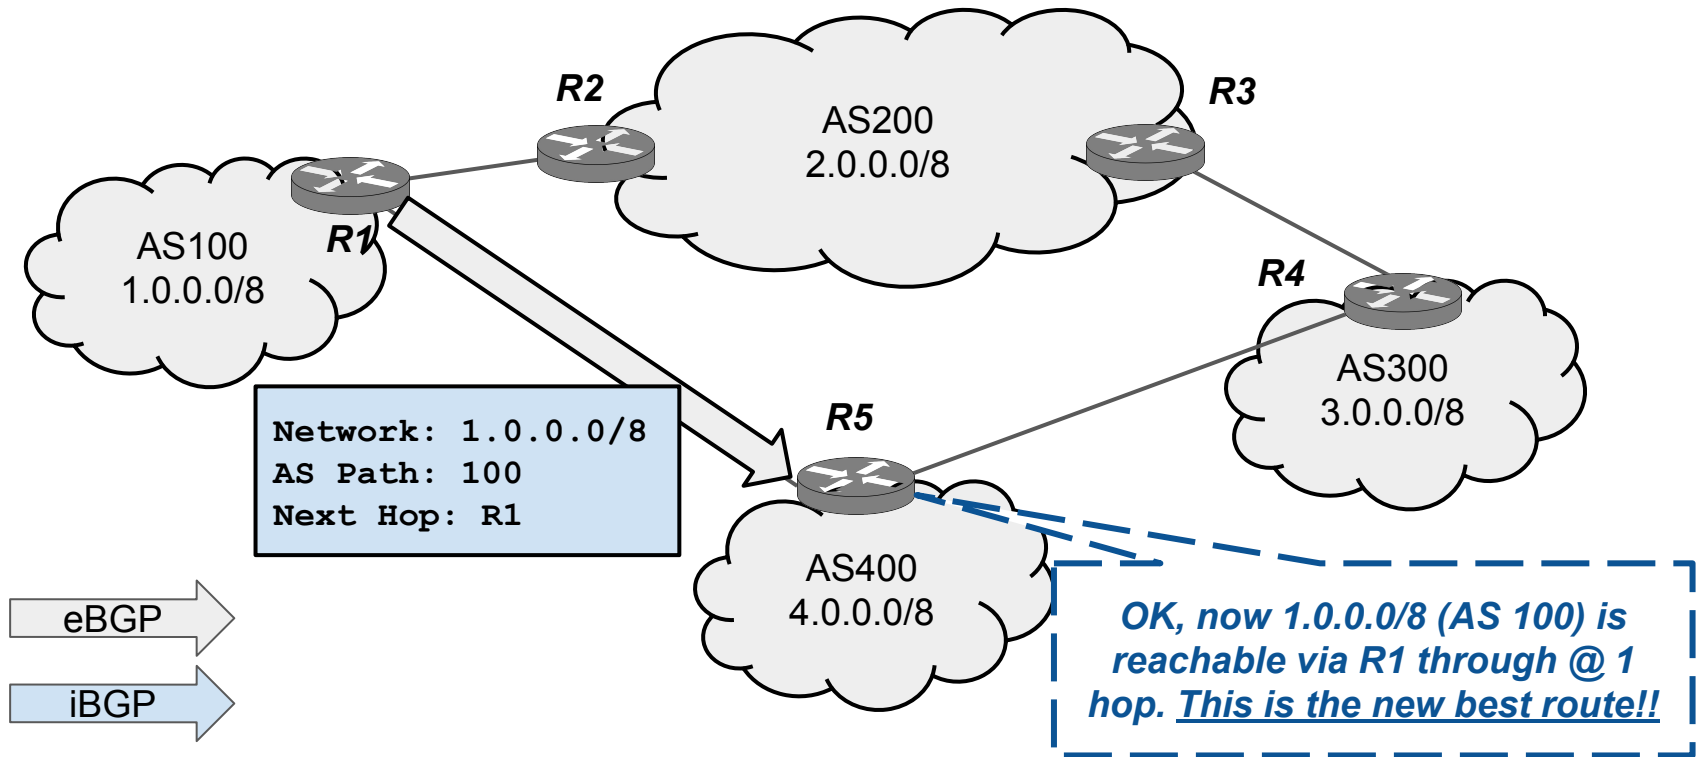 R2
R3
AS200
2.0.0.0/8
AS100
1.0.0.0/8
R1
R4
AS300
3.0.0.0/8
Network: 1.0.0.0/8
AS Path: 100
Next Hop: R1
R5
AS400
4.0.0.0/8
eBGP
iBGP
OK, now 1.0.0.0/8 (AS 100) is
reachable via R1 through @ 1
hop. This is the new best route!!